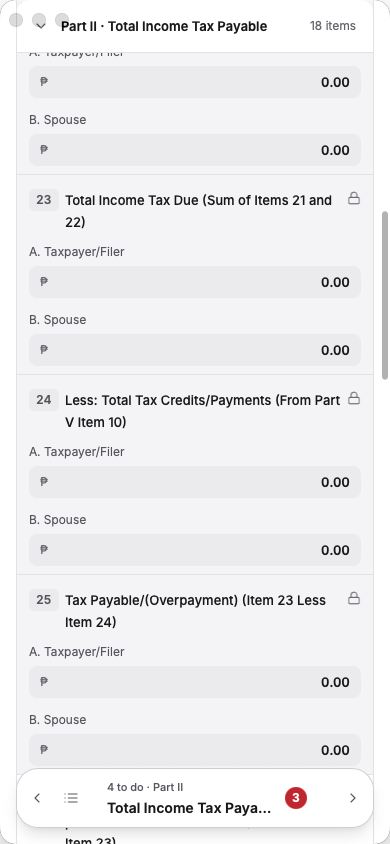 Part II · Total Income Tax Payable
18 items
A. Taxpayer/Filer
₱ 0.00
B. Spouse
₱ 0.00
23 Total Income Tax Due (Sum of Items 21 and
22)
A. Taxpayer/Filer
₱ 0.00
B. Spouse
₱ 0.00
24 Less: Total Tax Credits/Payments (From Part
V Item 10)
A. Taxpayer/Filer
₱ 0.00
B. Spouse
₱ 0.00
25 Tax Payable/(Overpayment) (Item 23 Less
Item 24)
A. Taxpayer/Filer
₱ 0.00
B. Spouse
₱ 0.00
4 to do · Part II
Total Income Tax Paya...
3
Item 23)